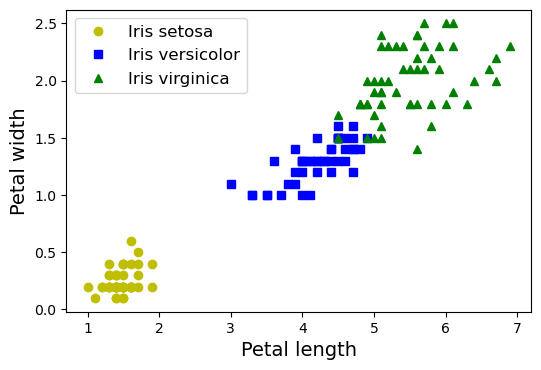 Iris setosa
Iris versicolor
Iris virginica
2.5
2.0
1.5
1.0
0.5
0.0
Petal width
1 2 3 4 5 6 7
Petal length